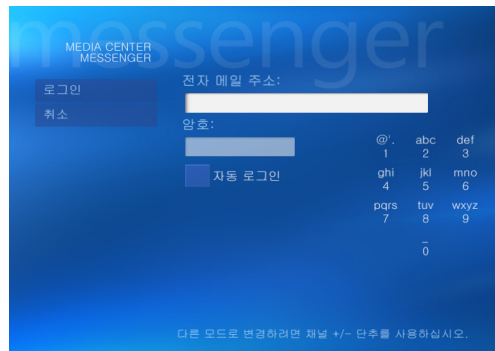 messenger
MEDIA CENTER
MESSENGER
로그인
취소
전자 메일 주소:
암호:
자동 로그인
@'. abc def
1 2 3
ghi jkl mno
4 5 6
pqrs tuv wxyz
7 8 9
_
0
다른 모드로 변경하려면 채널 +/- 단추를 사용하십시오.